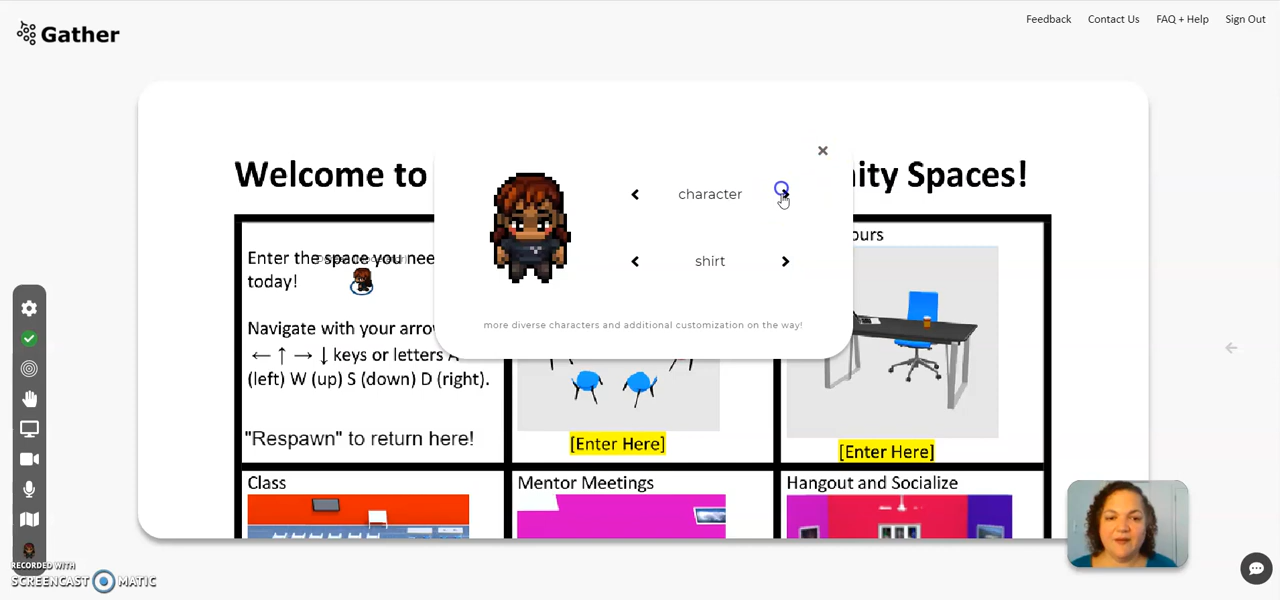 Gather
Feedback Contact Us FAQ + Help Sign Out
Welcome to
ity Spaces!
character
shirt
more diverse characters and additional customization on the way!
Enter the space you nee
today!
Navigate with your arro
← ↑ → ↓ keys or letters A
(left) W (up) S (down) D (right).
"Respawn" to return here!
[Enter Here]
ours
[Enter Here]
Class
Mentor Meetings
Hangout and Socialize
RECORDED WITH
SCREENCAST MATIC